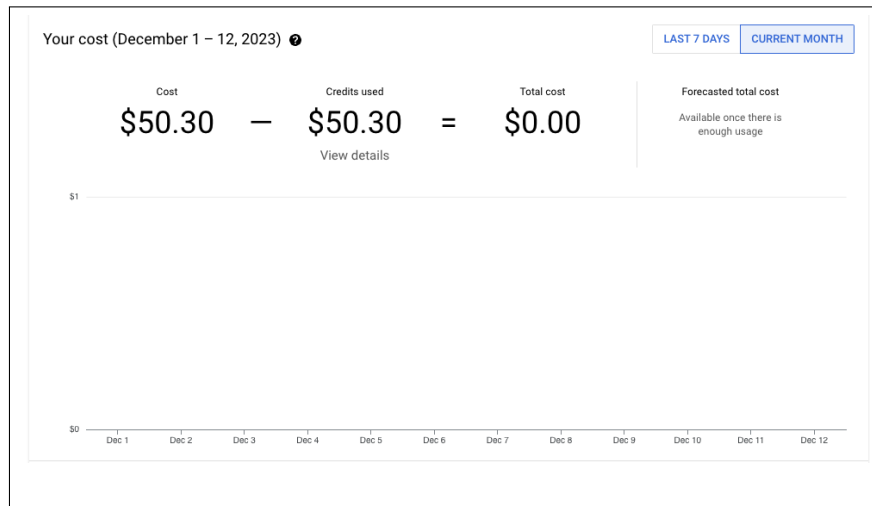 Your cost (December 1 – 12, 2023) ?
LAST 7 DAYS CURRENT MONTH
Cost Credits used Total cost Forecasted total cost
$50.30 — $50.30 = $0.00
Available once there is
enough usage
View details
$1
$0
Dec 1 Dec 2 Dec 3 Dec 4 Dec 5 Dec 6 Dec 7 Dec 8 Dec 9 Dec 10 Dec 11 Dec 12